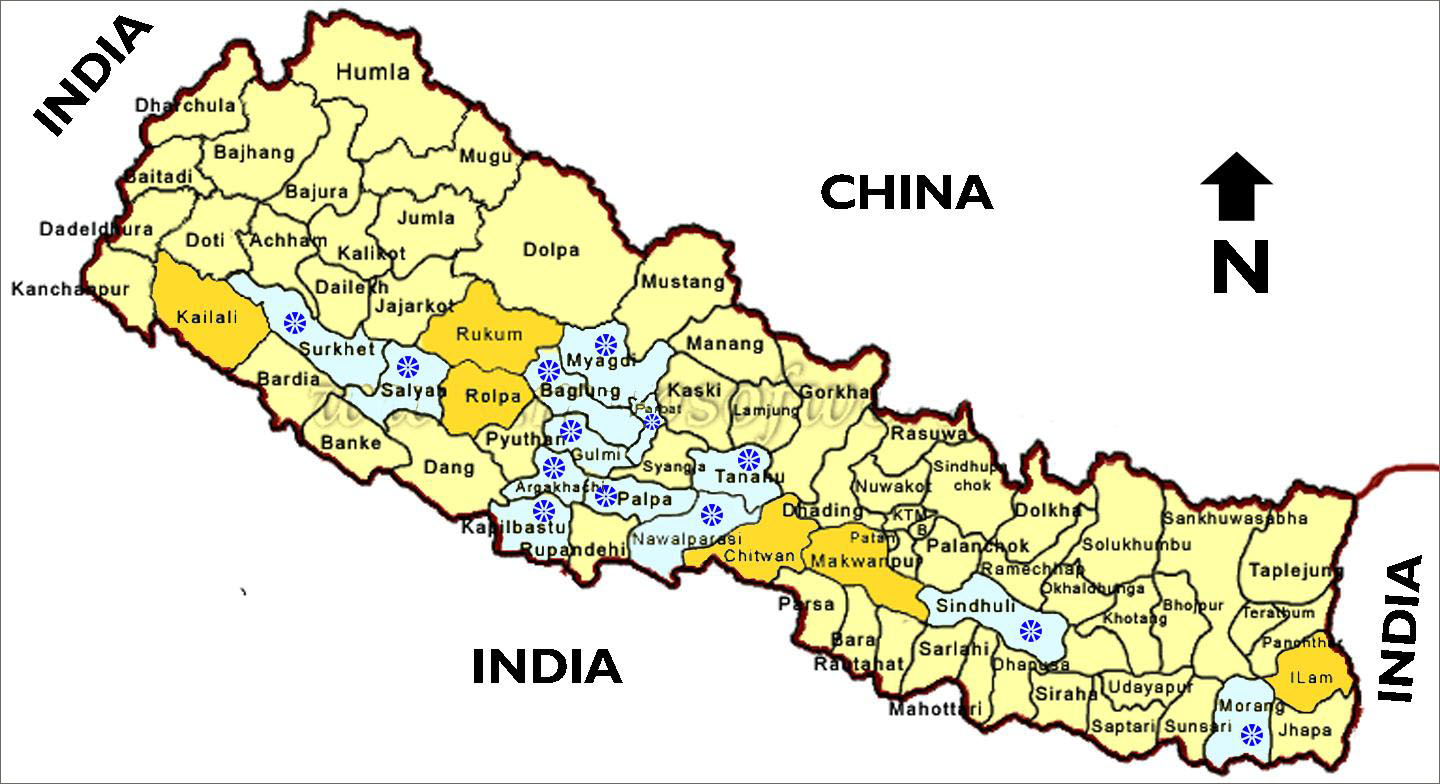 INDIA
Humla
Dharchula
Bajhang
Mugu
Baitadi
Bajura
CHINA
Jumla
Dadeldhura
Doti
Achham
Kalikot
Dolpa
N
Mustang
Kanchanpur
Dailekh
Jajarkot
Kailali
Rukum
Surkhet
Myagdi
Manang
Bardia
Salyan
Rolpa
Baglung
Kaski
Gorkha
Lamjung
Parbat
Banke
Pyuthan
Rasuwa
Dang
Gulmi
Syangja
Tanahu
Sindhupa
chok
Nuwakot
Argakhachi
Palpa
Dhading
KTM
B
Dolkha
Sankhuwasabha
Kapilbastu
Rupandehi
Nawalparasi
Chitwan
Patan
Makwanpur
Palanchok
Solukhumbu
Ramechhap
Taplejung
Okhaldhunga
INDIA
Parsa
Sindhuli
Khotang
Bhojpur
Terathum
Bara
Panchthar
INDIA
Rautahat
Sarlahi
Dhanusa
ILam
Siraha
Udayapur
Mahottari
Morang
Saptari
Sunsari
Jhapa